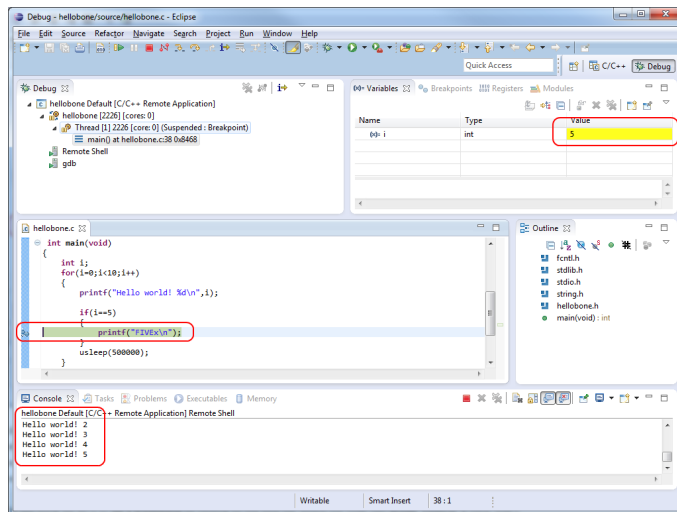 Debug - hellobone/source/hellobone.c - Eclipse
File Edit Source Refactor Navigate Search Project Run Window Help
Quick Access
C/C++ Debug
Debug
hellobone Default [C/C++ Remote Application]
hellobone [2226] [cores: 0]
Thread [1] 2226 [core: 0] (Suspended : Breakpoint)
main() at hellobone.c:38 0x8468
Remote Shell
gdb
(x)= Variables Breakpoints Registers Modules
Name Type Value
(x)= i int 5
hellobone.c
int main(void)
{
int i;
for(i=0;i<10;i++)
{
printf("Hello world! %d\n",i);
if(i==5)
{
printf("FIVEx\n");
}
usleep(500000);
}
Outline
fcntl.h
stdlib.h
stdio.h
string.h
hellobone.h
main(void) : int
Console Tasks Problems Executables Memory
hellobone Default [C/C++ Remote Application] Remote Shell
Hello world! 2
Hello world! 3
Hello world! 4
Hello world! 5
Writable Smart Insert 38 : 1